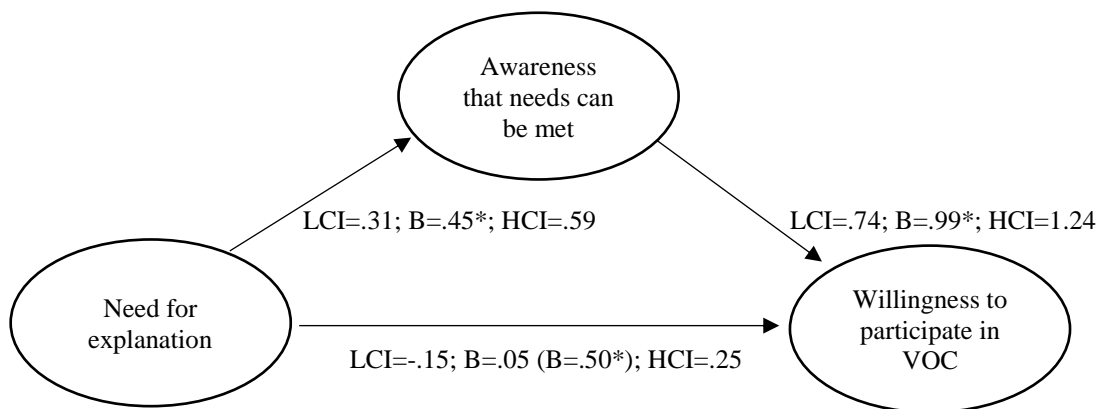 Awareness
that needs can
be met
LCI=.31; B=.45*; HCI=.59
LCI=.74; B=.99*; HCI=1.24
Need for
explanation
Willingness to
participate in
VOC
LCI=-.15; B=.05 (B=.50*); HCI=.25